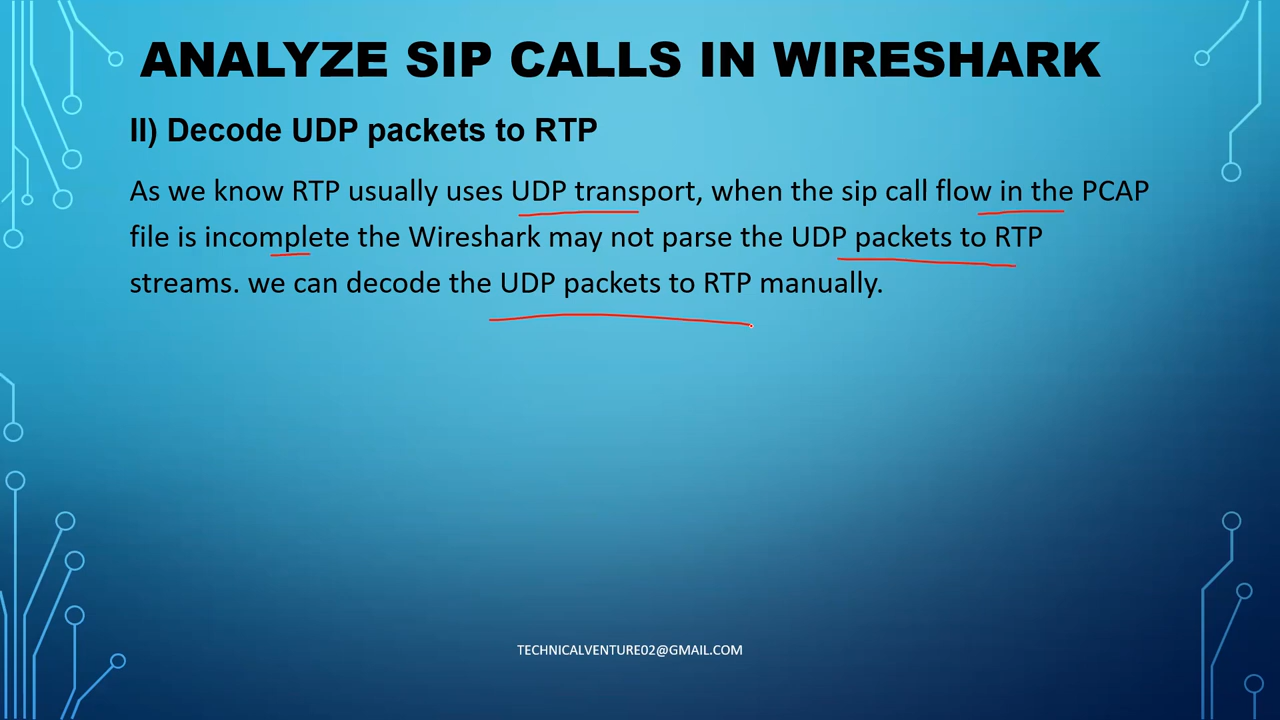 ANALYZE SIP CALLS IN WIRESHARK
II) Decode UDP packets to RTP
As we know RTP usually uses UDP transport, when the sip call flow in the PCAP
file is incomplete the Wireshark may not parse the UDP packets to RTP
streams. we can decode the UDP packets to RTP manually.
TECHNICALVENTURE02@GMAIL.COM